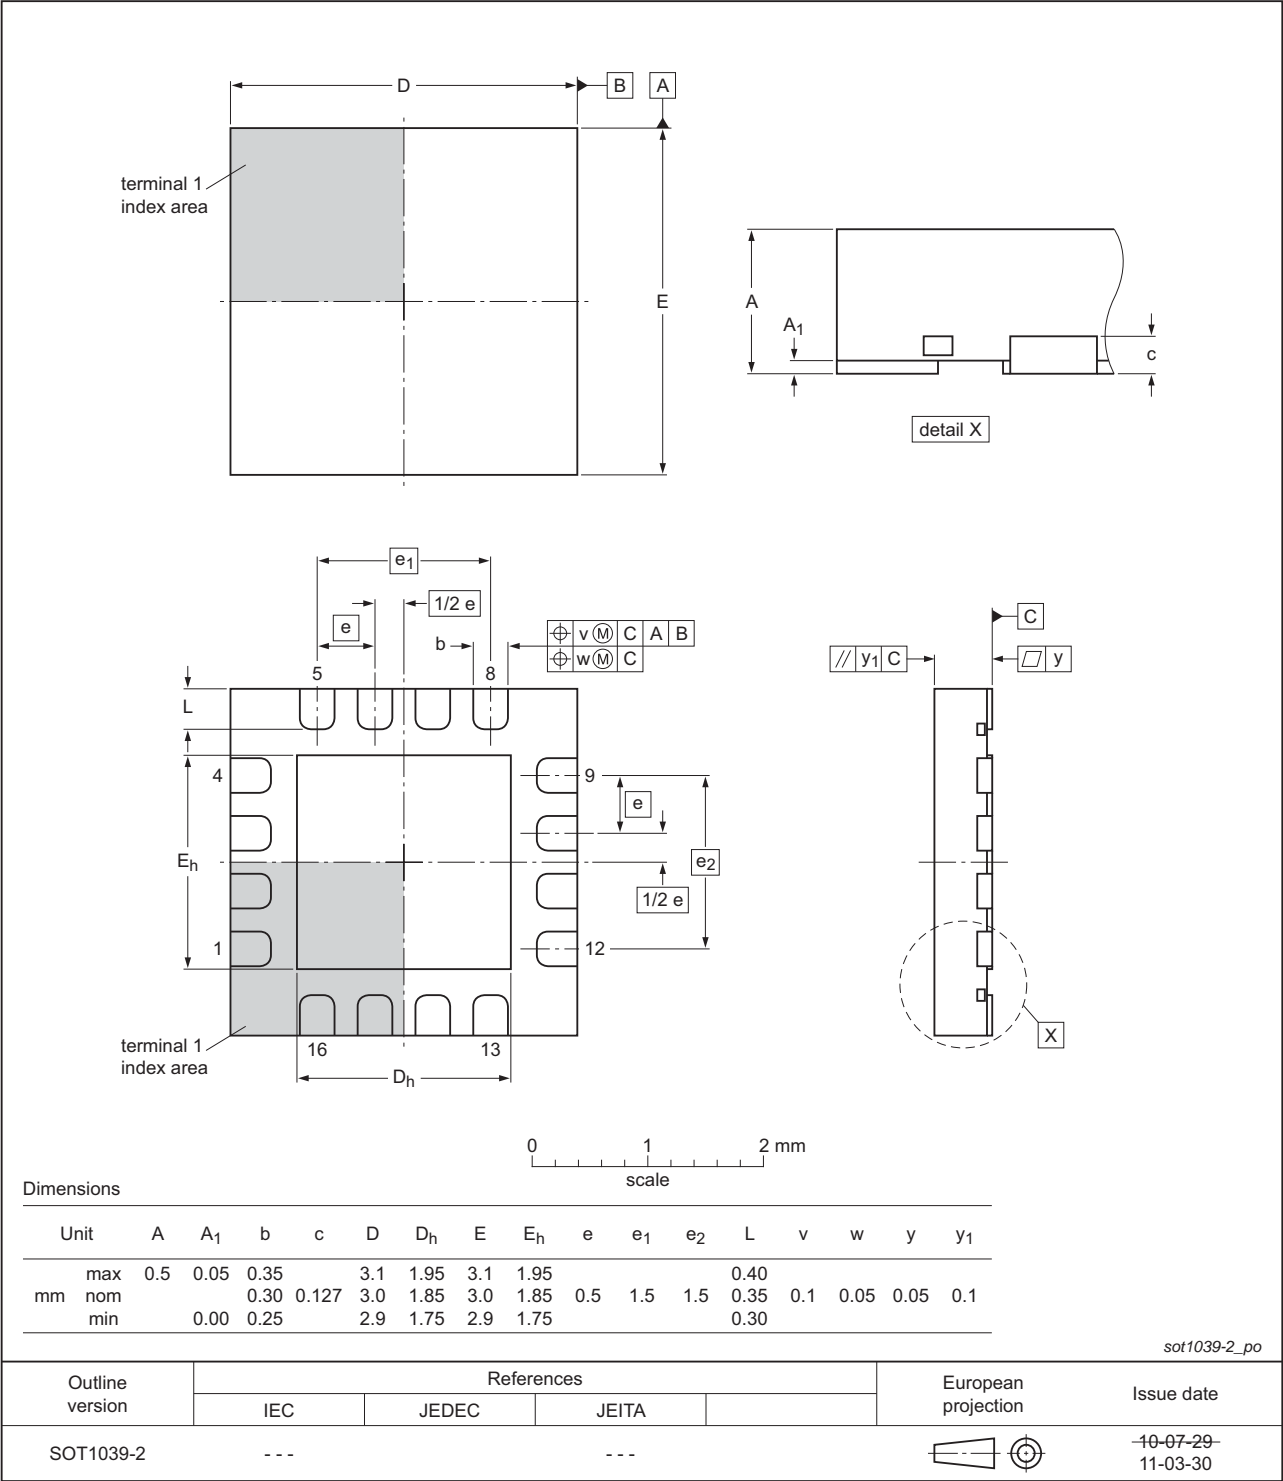 D
B
A
terminal 1
index area
E
A
A1
c
detail X
e1
1/2 e
e
b
v M C A B
w M C
5
8
L
4
9
e
Eh
e2
1/2 e
1
12
16
13
Dh
terminal 1
index area
C
// y1 C
y
X
0 1 2 mm
scale
Dimensions
Unit A A1 b c D Dh E Eh e e1 e2 L v w y y1
max 0.5 0.05 0.35 3.1 1.95 3.1 1.95 0.40
mm nom 0.30 0.127 3.0 1.85 3.0 1.85 0.5 1.5 1.5 0.35 0.1 0.05 0.05 0.1
min 0.00 0.25 2.9 1.75 2.9 1.75 0.30
sot1039-2_po
Outline
version
References
IEC JEDEC JEITA
European
projection
Issue date
SOT1039-2 - - - - - -
10-07-29
11-03-30